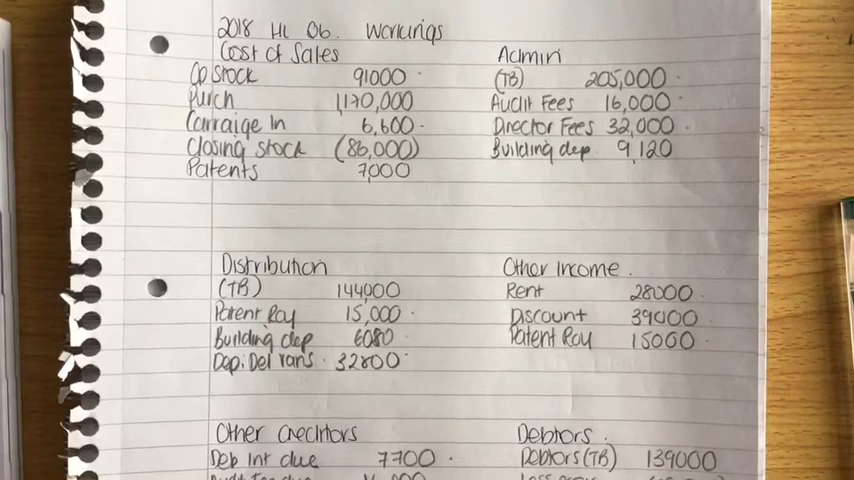 2018 HL Q6. Workings
Cost of Sales
Op Stock 91000
Purch 1,170,000
Carraige In 6,600
Closing Stock (86,000)
Patents 7,000
Admin
(TB) 205,000
Audit Fees 16,000
Director Fees 32,000
Building dep 9,120
Distribution
(TB) 144,000
Patent Roy 15,000
Building dep 6080
Dep. Del Vans. 32800
Other Income.
Rent 28000
Discount 39000
Patent Roy 15000
Other Creditors
Deb Int due 7700
Debtors.
Debtors (TB) 139000